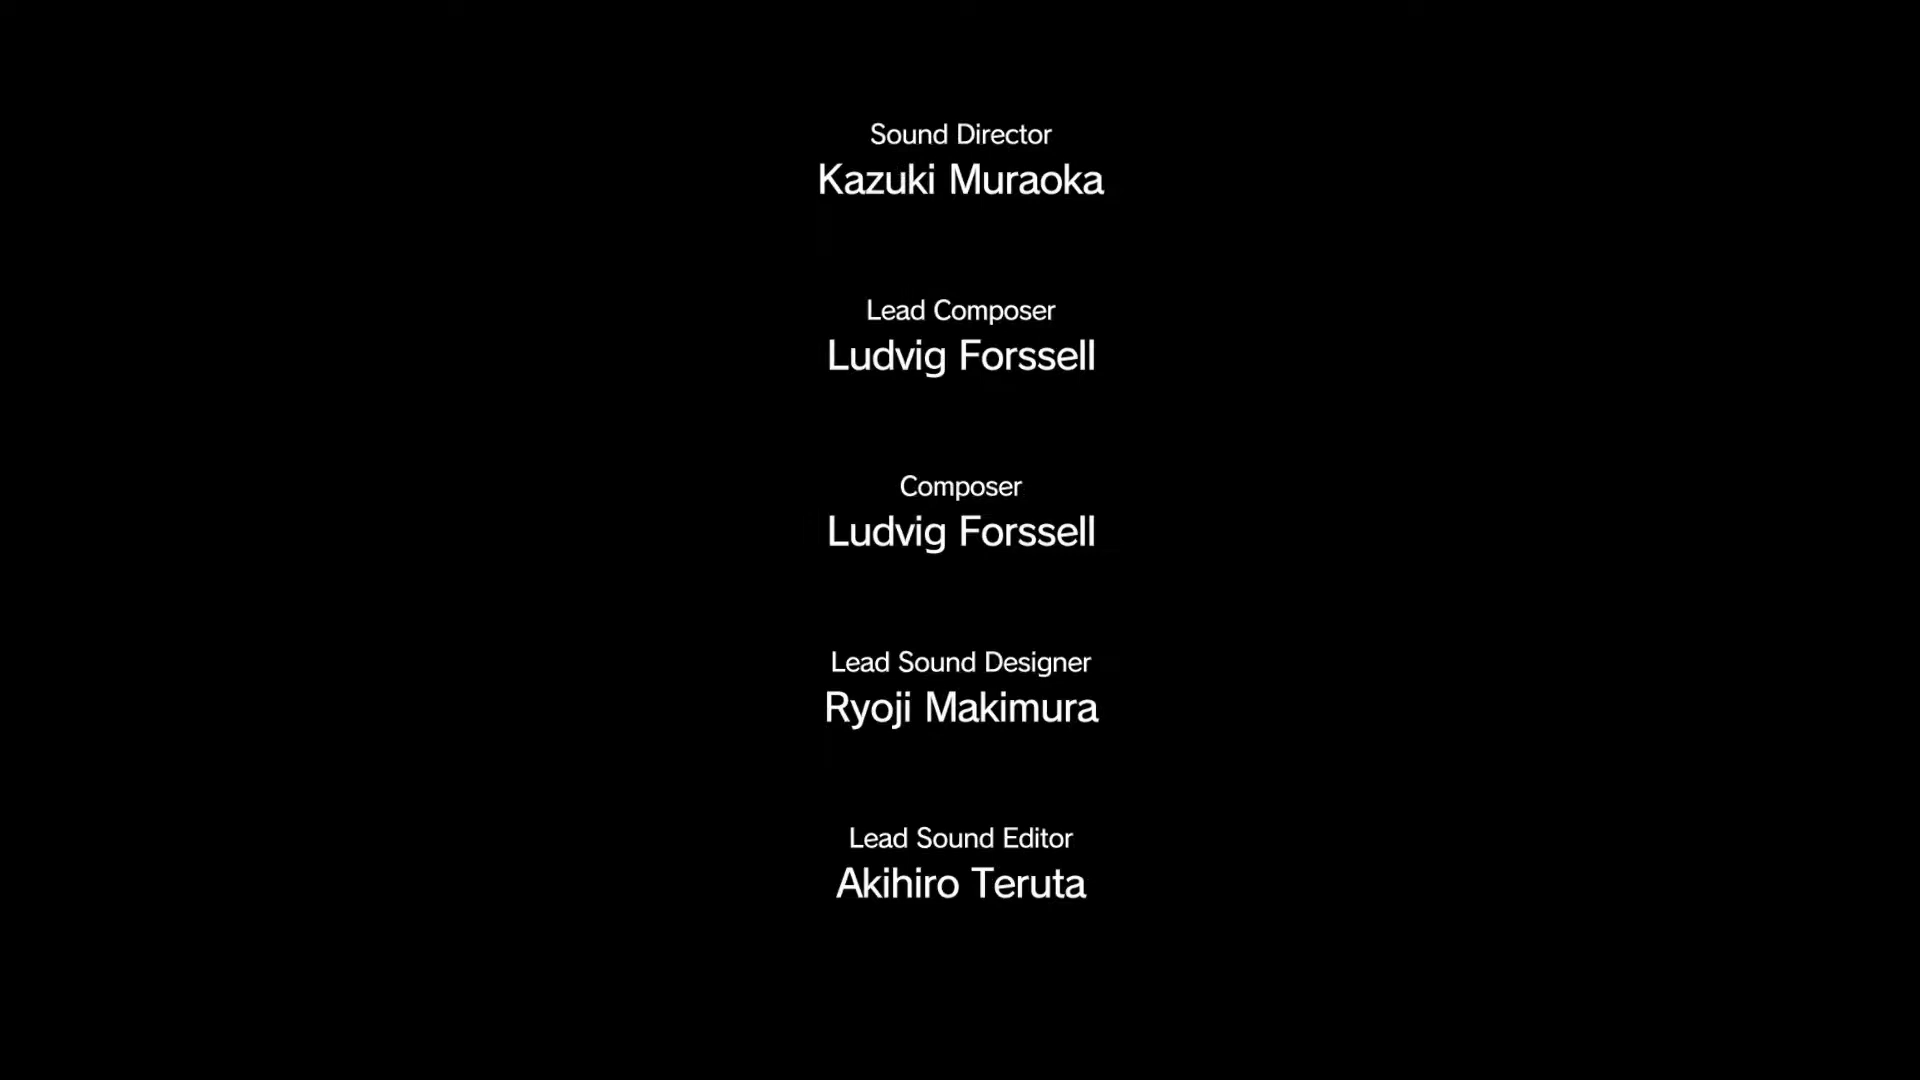 Sound Director
Kazuki Muraoka
Lead Composer
Ludvig Forssell
Composer
Ludvig Forssell
Lead Sound Designer
Ryoji Makimura
Lead Sound Editor
Akihiro Teruta